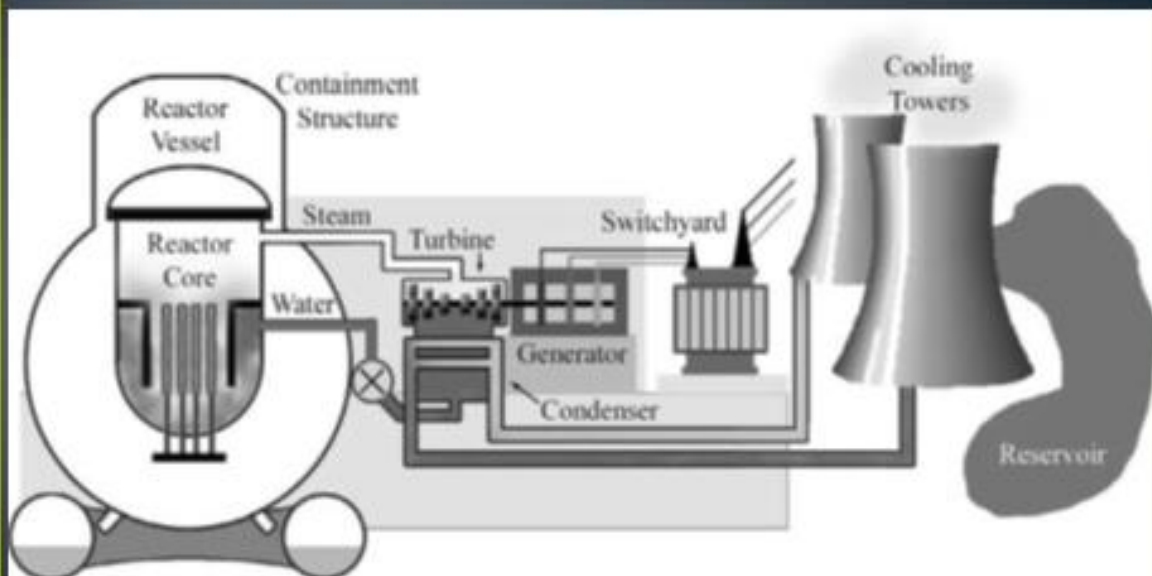 Cooling
Towers
Containment
Structure
Reactor
Vessel
Steam
Switchyard
Turbine
Reactor
Core
Water
Generator
Condenser
Reservoir